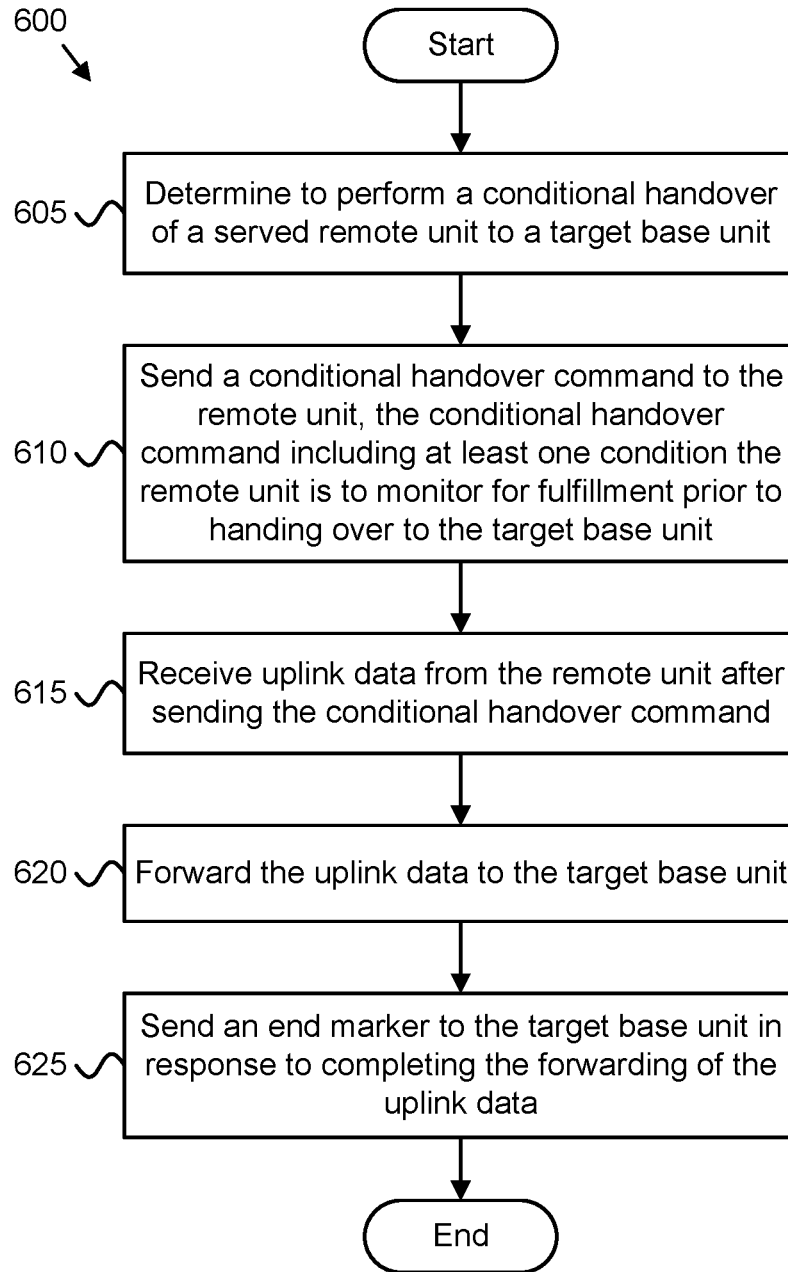 600
Start
605
Determine to perform a conditional handover
of a served remote unit to a target base unit
610
Send a conditional handover command to the
remote unit, the conditional handover
command including at least one condition the
remote unit is to monitor for fulfillment prior to
handing over to the target base unit
615
Receive uplink data from the remote unit after
sending the conditional handover command
620
Forward the uplink data to the target base unit
625
Send an end marker to the target base unit in
response to completing the forwarding of the
uplink data
End